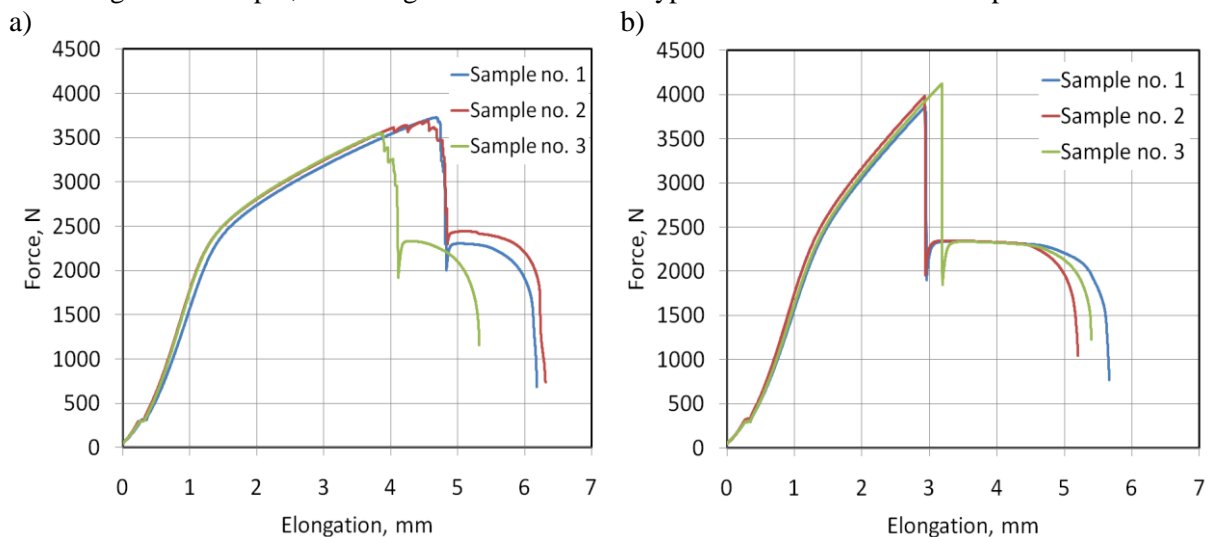 a)
4500
4000
3500
3000
2500
2000
1500
1000
500
0
Force, N
Sample no. 1
Sample no. 2
Sample no. 3
0 1 2 3 4 5 6 7
Elongation, mm
b)
4500
4000
3500
3000
2500
2000
1500
1000
500
0
Force, N
Sample no. 1
Sample no. 2
Sample no. 3
0 1 2 3 4 5 6 7
Elongation, mm